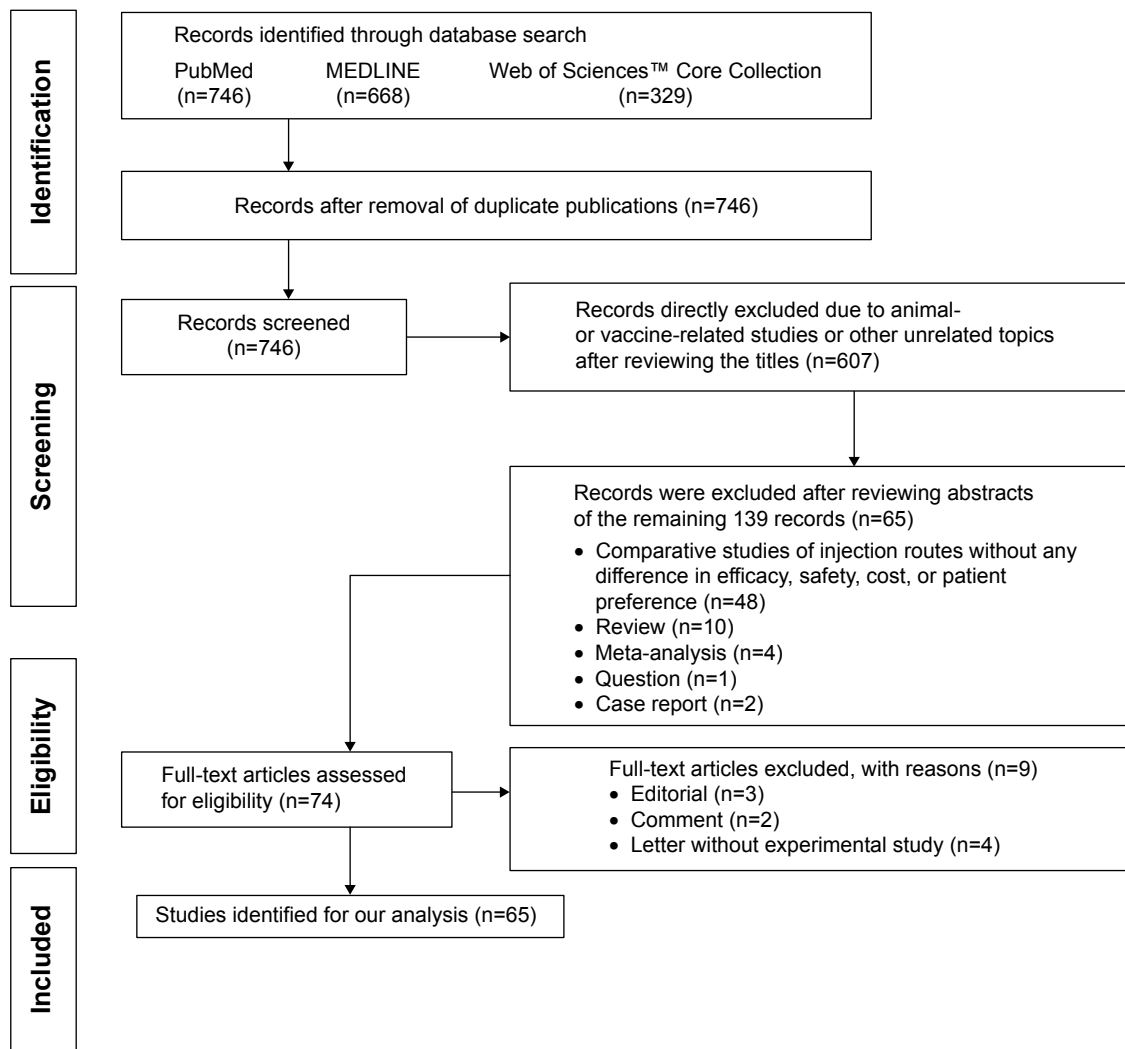 Identification
Records identified through database search
PubMed MEDLINE Web of Sciences™ Core Collection
(n=746) (n=668) (n=329)
Records after removal of duplicate publications (n=746)
Screening
Records screened
(n=746)
Records directly excluded due to animal-
or vaccine-related studies or other unrelated topics
after reviewing the titles (n=607)
Records were excluded after reviewing abstracts
of the remaining 139 records (n=65)
• Comparative studies of injection routes without any
difference in efficacy, safety, cost, or patient
preference (n=48)
• Review (n=10)
• Meta-analysis (n=4)
• Question (n=1)
• Case report (n=2)
Eligibility
Full-text articles assessed
for eligibility (n=74)
Full-text articles excluded, with reasons (n=9)
• Editorial (n=3)
• Comment (n=2)
• Letter without experimental study (n=4)
Included
Studies identified for our analysis (n=65)